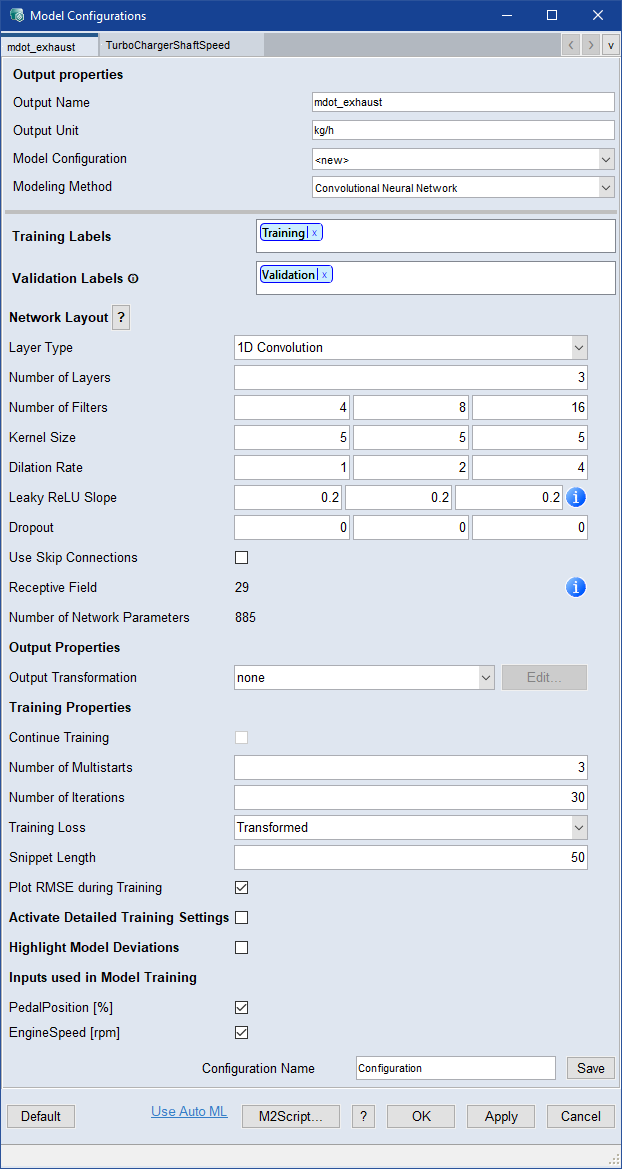 Model Configurations
mdot_exhaust TurboChargerShaftSpeed < > v
Output properties
Output Name mdot_exhaust
Output Unit kg/h
Model Configuration <new>
Modeling Method Convolutional Neural Network
Training Labels Training x
Validation Labels Validation x
Network Layout ?
Layer Type 1D Convolution
Number of Layers 3
Number of Filters 4 8 16
Kernel Size 5 5 5
Dilation Rate 1 2 4
Leaky ReLU Slope 0.2 0.2 0.2 i
Dropout 0 0 0
Use Skip Connections
Receptive Field 29 i
Number of Network Parameters 885
Output Properties
Output Transformation none Edit...
Training Properties
Continue Training
Number of Multistarts 3
Number of Iterations 30
Training Loss Transformed
Snippet Length 50
Plot RMSE during Training
Activate Detailed Training Settings
Highlight Model Deviations
Inputs used in Model Training
PedalPosition [%]
EngineSpeed [rpm]
Configuration Name Configuration Save
Default Use Auto ML M2Script... ? OK Apply Cancel